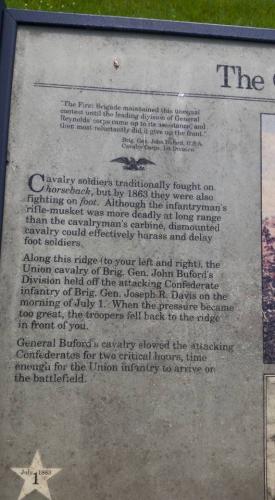 The
"The First Brigade maintained this unequal
contest until the leading division of General
Reynolds' corps came up to its assistance, and
then most reluctantly did it give up the front."
Brig. Gen. John Buford, U.S.A.
Cavalry Corps, 1st Division
Cavalry soldiers traditionally fought on
horseback, but by 1863 they were also
fighting on foot. Although the infantryman's
rifle-musket was more deadly at long range
than the cavalryman's carbine, dismounted
cavalry could effectively harass and delay
foot soldiers.
Along this ridge (to your left and right), the
Union cavalry of Brig. Gen. John Buford's
Division held off the attacking Confederate
infantry of Brig. Gen. Joseph R. Davis on the
morning of July 1. When the pressure became
too great, the troopers fell back to the ridge
in front of you.
General Buford's cavalry slowed the attacking
Confederates for two critical hours, time
enough for the Union infantry to arrive on
the battlefield.
July 1863
1